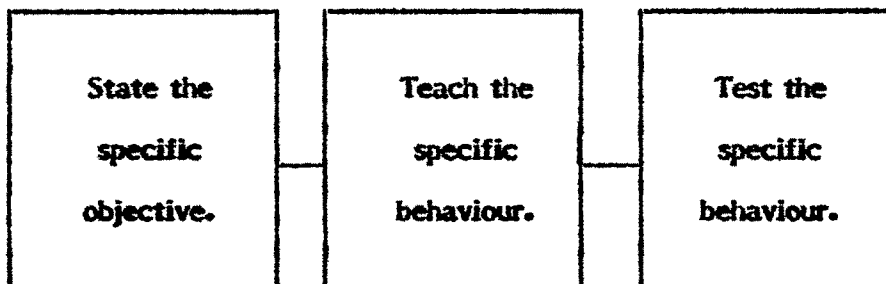 State the
specific
objective.
Teach the
specific
behaviour.
Test the
specific
behaviour.